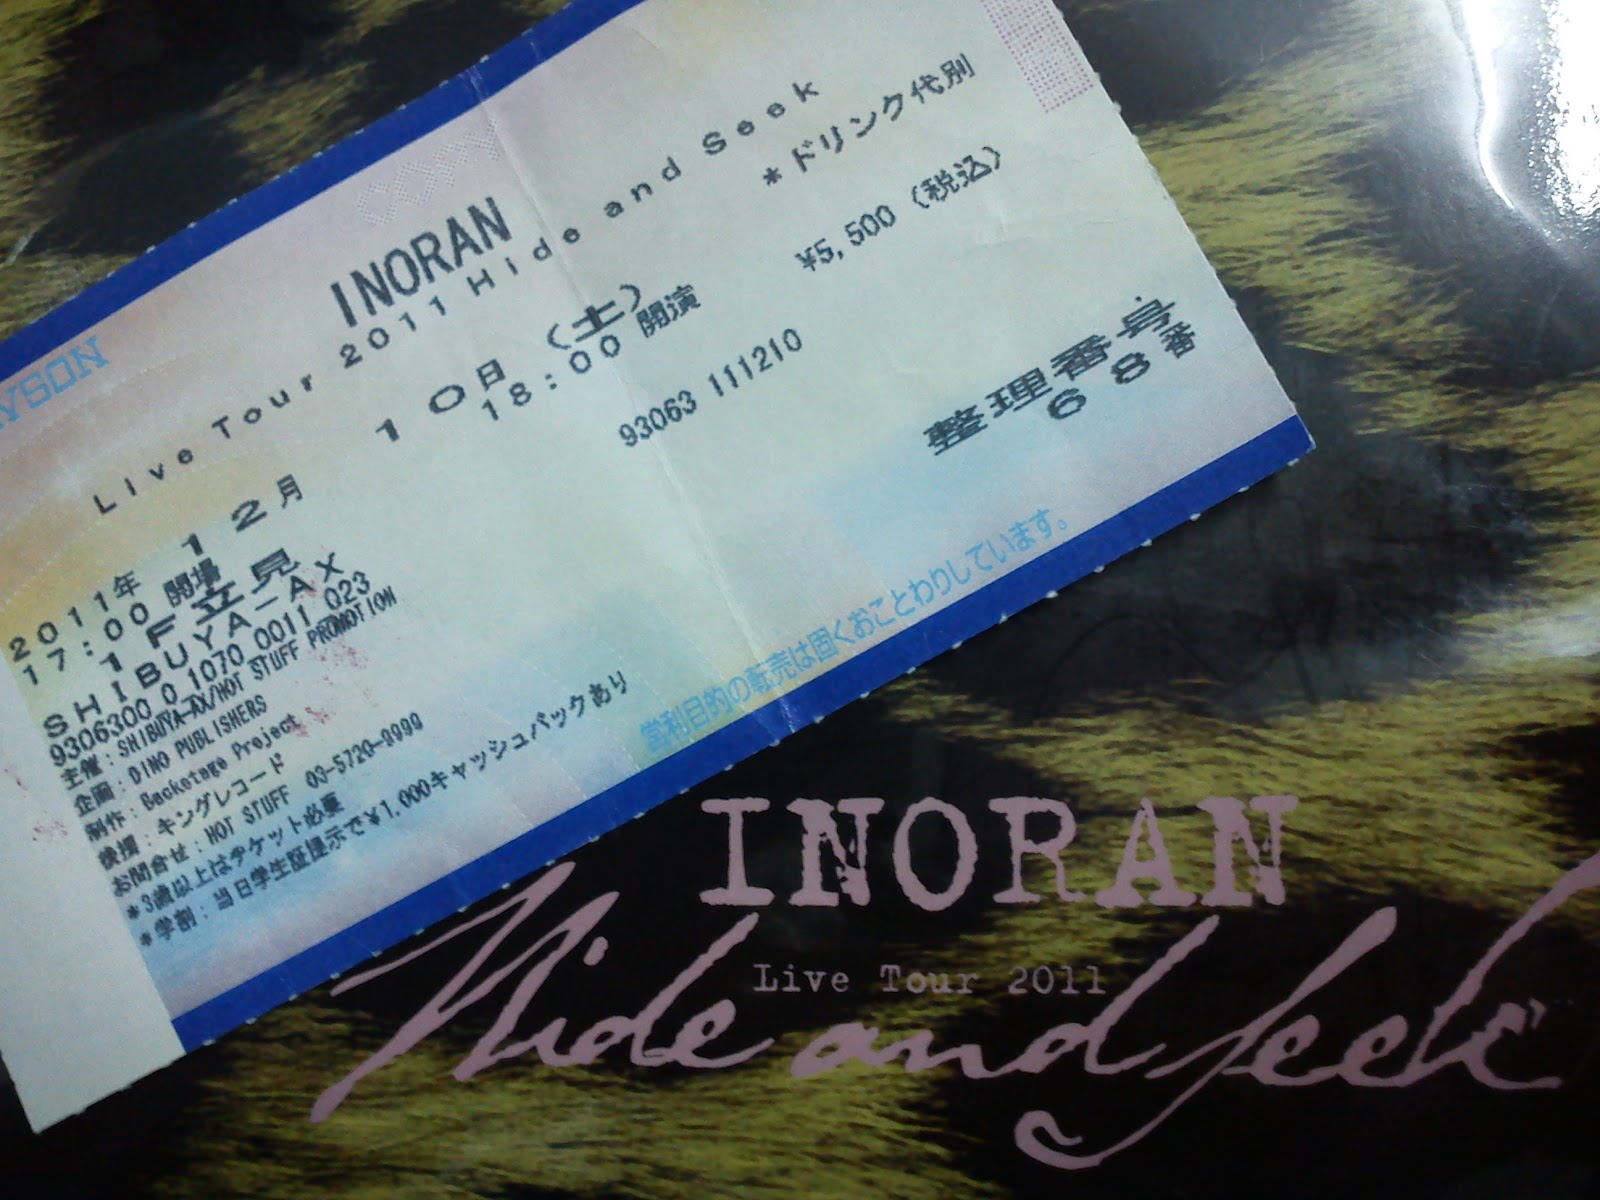 WSON
INORAN
Live Tour 2011 Hide and Seek
*ドリンク代別
2011年 12月 10日 (土)
17:00 開場 18:00 開演 ¥5,500 (税込)
1F立見
SHIBUYA-AX 93063 111210
9306300 0 1070 0011 023
整理番号
68番
主催:SHIBUYA-AX/HOT STUFF PROMOTION
企画:DINO PUBLISHERS
制作:Backstage Project
後援:キングレコード
お問合せ:HOT STUFF 03-5720-9999
*3歳以上はチケット必要
*学割:当日学生証提示で¥1,000キャッシュバックあり
営利目的の転売は固くおことわりしています。
INORAN
Live Tour 2011
Hide and Seek